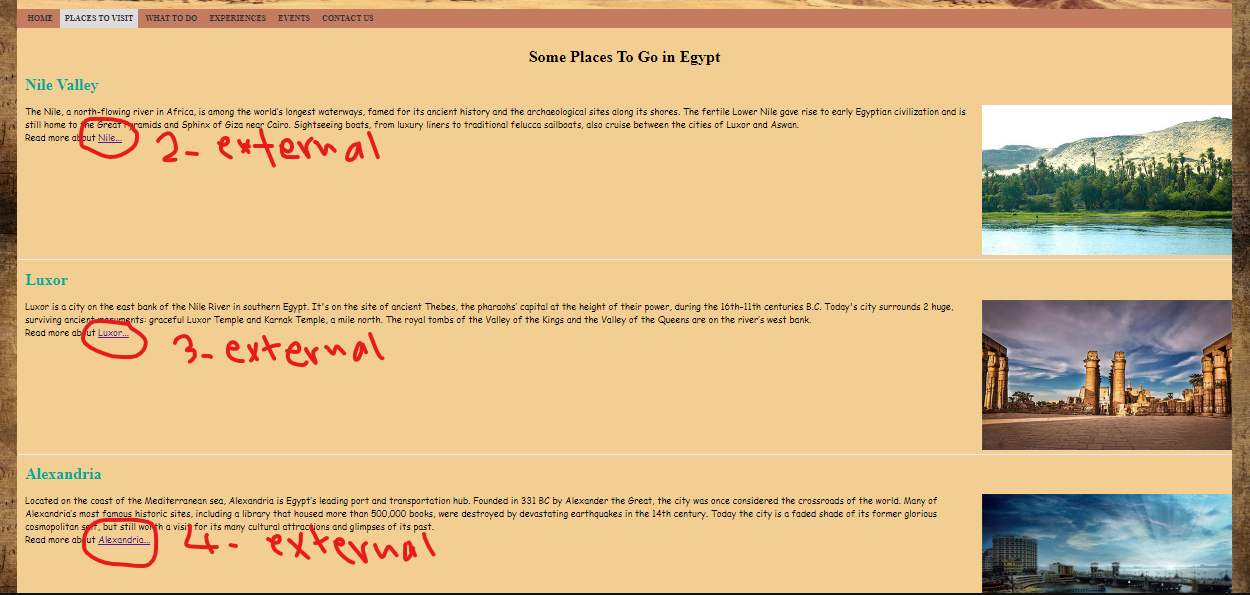 HOME PLACES TO VISIT WHAT TO DO EXPERIENCES EVENTS CONTACT US
Some Places To Go in Egypt
Nile Valley
The Nile, a north-flowing river in Africa, is among the world's longest waterways, famed for its ancient history and the archaeological sites along its shores. The fertile Lower Nile gave rise to early Egyptian civilization and is
still home to the Great Pyramids and Sphinx of Giza near Cairo. Sightseeing boats, from luxury liners to traditional felucca sailboats, also cruise between the cities of Luxor and Aswan.
Read more about Nile...
2- external
Luxor
Luxor is a city on the east bank of the Nile River in southern Egypt. It's on the site of ancient Thebes, the pharaohs' capital at the height of their power, during the 16th-11th centuries B.C. Today's city surrounds 2 huge,
surviving ancient monuments: graceful Luxor Temple and Karnak Temple, a mile north. The royal tombs of the Valley of the Kings and the Valley of the Queens are on the river's west bank.
Read more about Luxor...
3- external
Alexandria
Located on the coast of the Mediterranean sea, Alexandria is Egypt's leading port and transportation hub. Founded in 331 BC by Alexander the Great, the city was once considered the crossroads of the world. Many of
Alexandria's most famous historic sites, including a library that housed more than 500,000 books, were destroyed by devastating earthquakes in the 14th century. Today the city is a faded shade of its former glorious
cosmopolitan self, but still worth a visit for its many cultural attractions and glimpses of its past.
Read more about Alexandria...
4- external